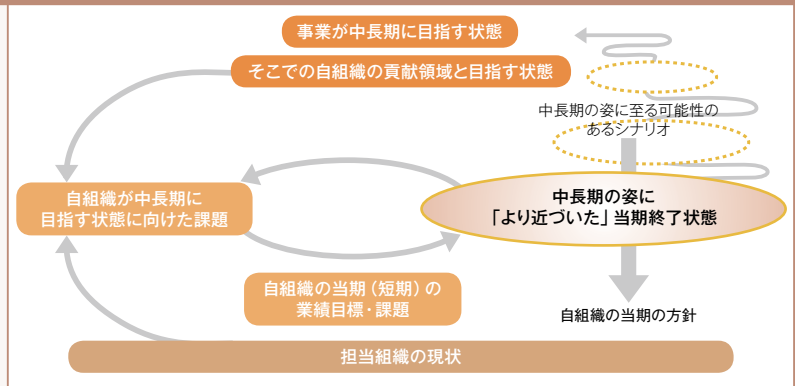 事業が中長期に目指す状態
そこでの自組織の貢献領域と目指す状態
中長期の姿に至る可能性の
あるシナリオ
自組織が中長期に
目指す状態に向けた課題
中長期の姿に
「より近づいた」当期終了状態
自組織の当期（短期）の
業績目標・課題
自組織の当期の方針
担当組織の現状